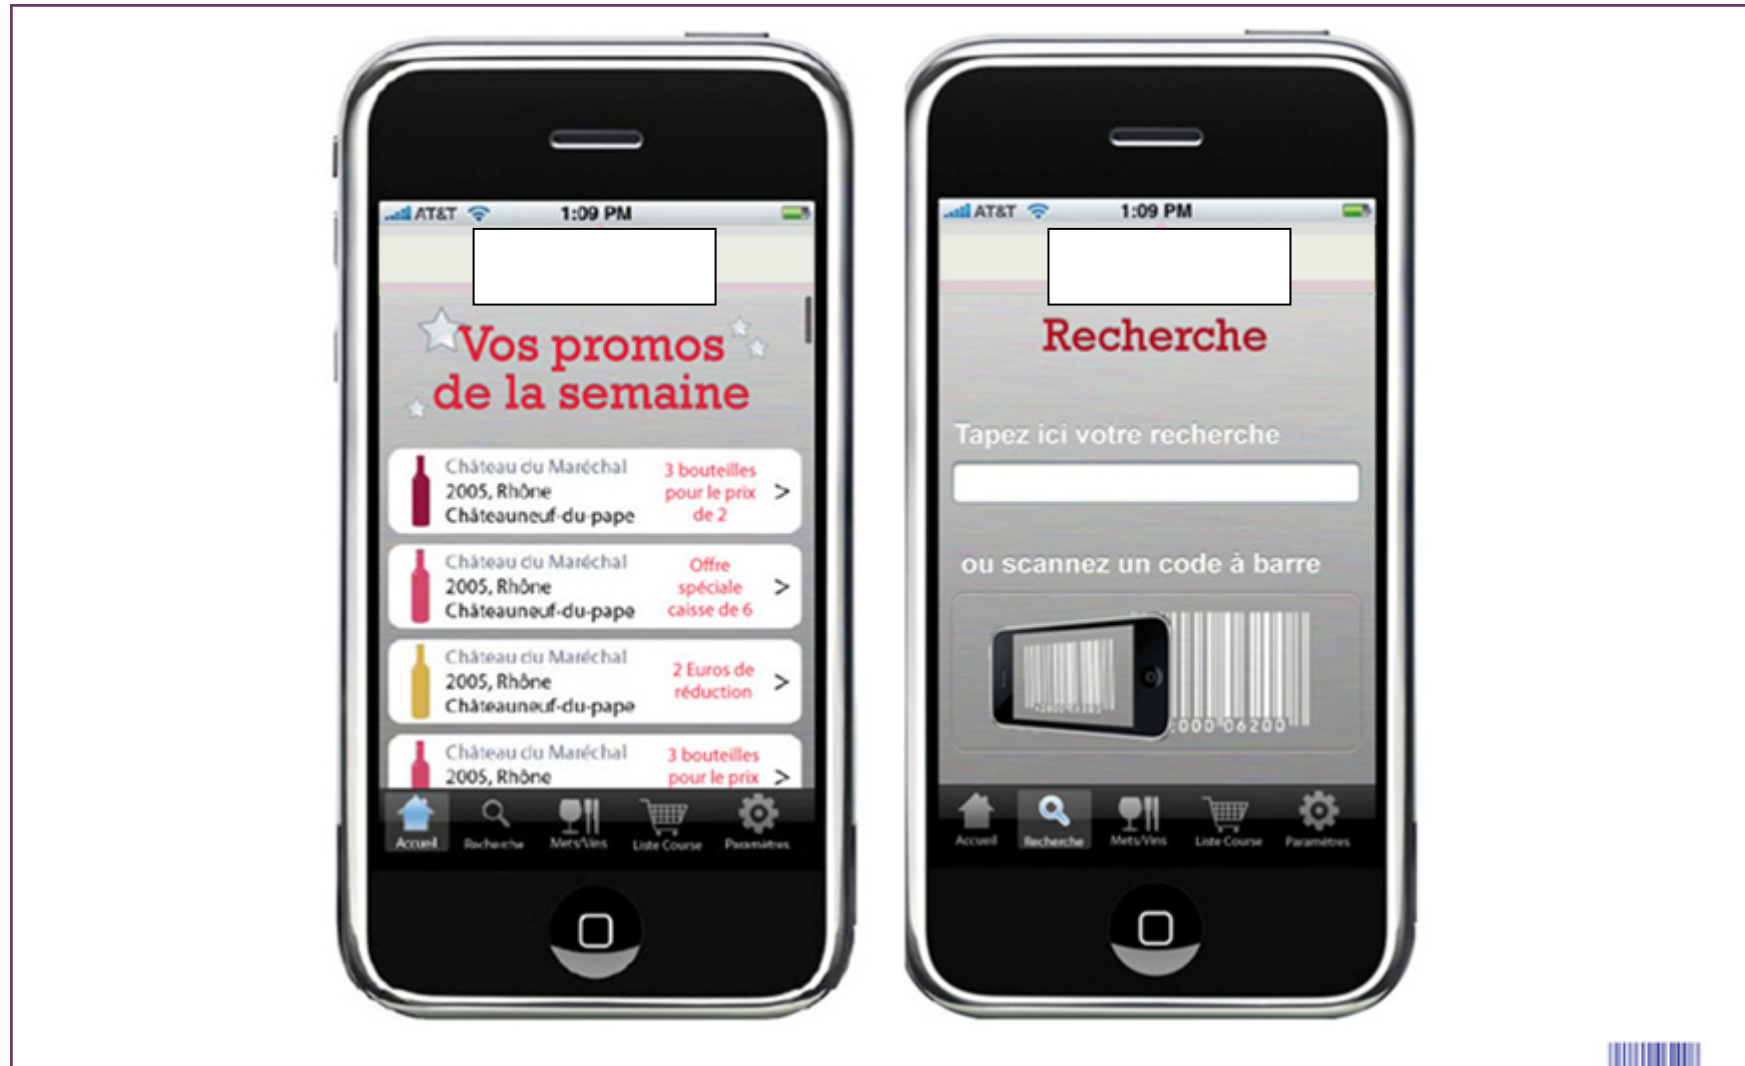 AT&T 1:09 PM
Vos promos
de la semaine
Château du Maréchal
2005, Rhône
Châteauneuf-du-pape
3 bouteilles
pour le prix
de 2
>
Château du Maréchal
2005, Rhône
Châteauneuf-du-pape
Offre
spéciale
caisse de 6
>
Château du Maréchal
2005, Rhône
Châteauneuf-du-pape
2 Euros de
réduction
>
Château du Maréchal
2005, Rhône
3 bouteilles
pour le prix
>
Accueil Recherche Mets/Vins Liste Course Paramètres
AT&T 1:09 PM
Recherche
Tapez ici votre recherche
ou scannez un code à barre
000 06200
Accueil Recherche Mets/Vins Liste Course Paramètres